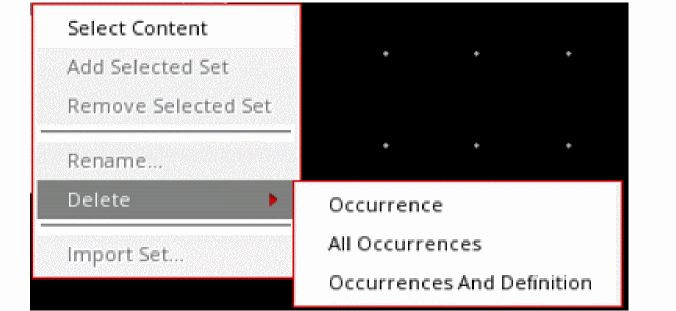 Select Content
Add Selected Set
Remove Selected Set
Rename...
Delete
Occurrence
All Occurrences
Occurrences And Definition
Import Set...